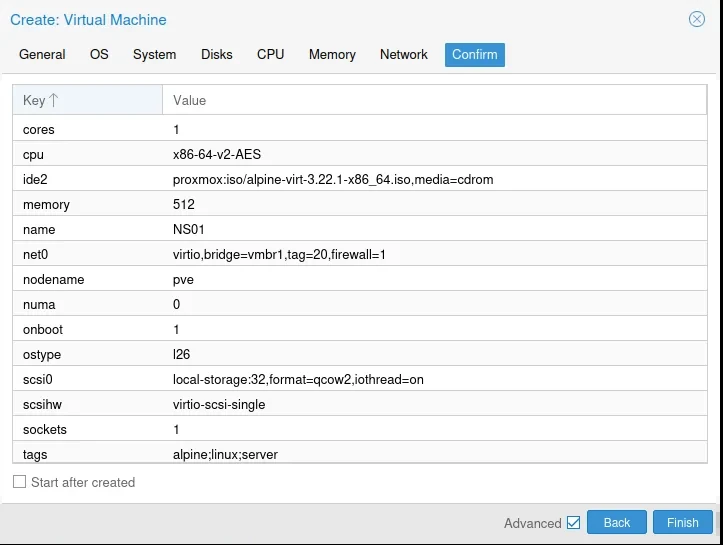 Create: Virtual Machine
General OS System Disks CPU Memory Network Confirm
Key Value
cores 1
cpu x86-64-v2-AES
ide2 proxmox:iso/alpine-virt-3.22.1-x86_64.iso,media=cdrom
memory 512
name NS01
net0 virtio,bridge=vmbr1,tag=20,firewall=1
nodename pve
numa 0
onboot 1
ostype l26
scsi0 local-storage:32,format=qcow2,iothread=on
scsihw virtio-scsi-single
sockets 1
tags alpine;linux;server
Start after created
Advanced Back Finish